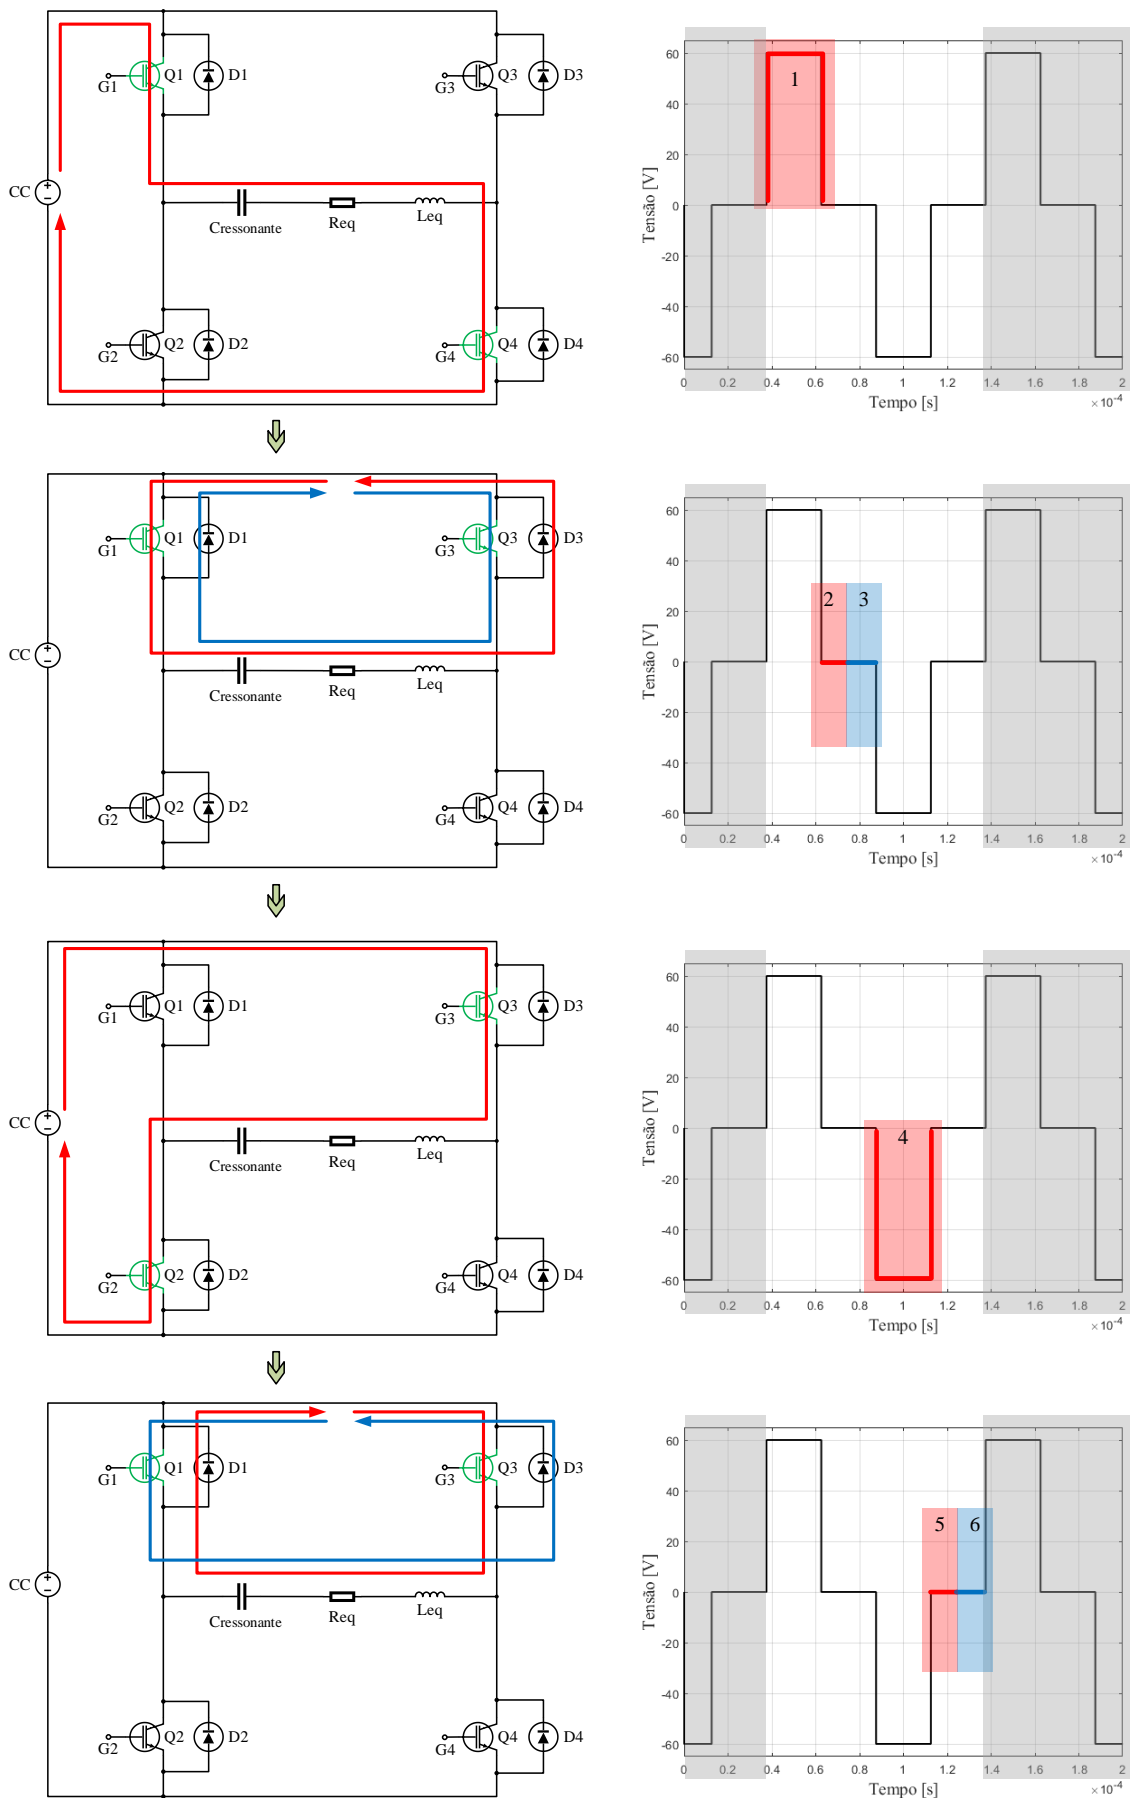 G1 Q1 D1 G3 Q3 D3
CC + −
Cressonante Req Leq
G2 Q2 D2 G4 Q4 D4
60
40
20
0
-20
-40
-60
Tensão [V]
1
0 0.2 0.4 0.6 0.8 1 1.2 1.4 1.6 1.8 2
Tempo [s] ×10⁻⁴
G1 Q1 D1 G3 Q3 D3
CC + −
Cressonante Req Leq
G2 Q2 D2 G4 Q4 D4
60
40
20
0
-20
-40
-60
Tensão [V]
2 3
0 0.2 0.4 0.6 0.8 1 1.2 1.4 1.6 1.8 2
Tempo [s] ×10⁻⁴
G1 Q1 D1 G3 Q3 D3
CC + −
Cressonante Req Leq
G2 Q2 D2 G4 Q4 D4
60
40
20
0
-20
-40
-60
Tensão [V]
4
0 0.2 0.4 0.6 0.8 1 1.2 1.4 1.6 1.8 2
Tempo [s] ×10⁻⁴
G1 Q1 D1 G3 Q3 D3
CC + −
Cressonante Req Leq
G2 Q2 D2 G4 Q4 D4
60
40
20
0
-20
-40
-60
Tensão [V]
5 6
0 0.2 0.4 0.6 0.8 1 1.2 1.4 1.6 1.8 2
Tempo [s] ×10⁻⁴